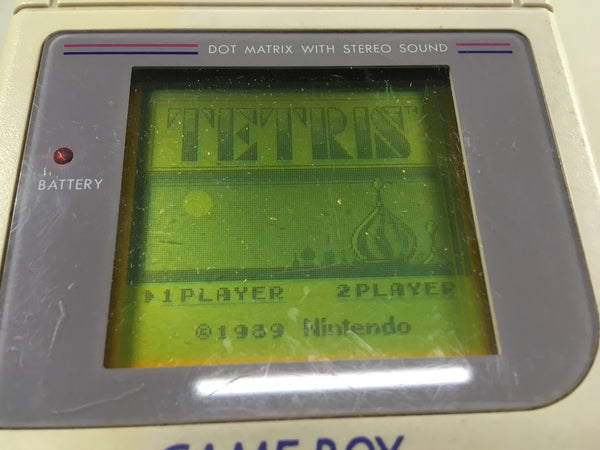 DOT MATRIX WITH STEREO SOUND
BATTERY
TETRIS
▶1PLAYER 2PLAYER
©1989 Nintendo
GAME BOY